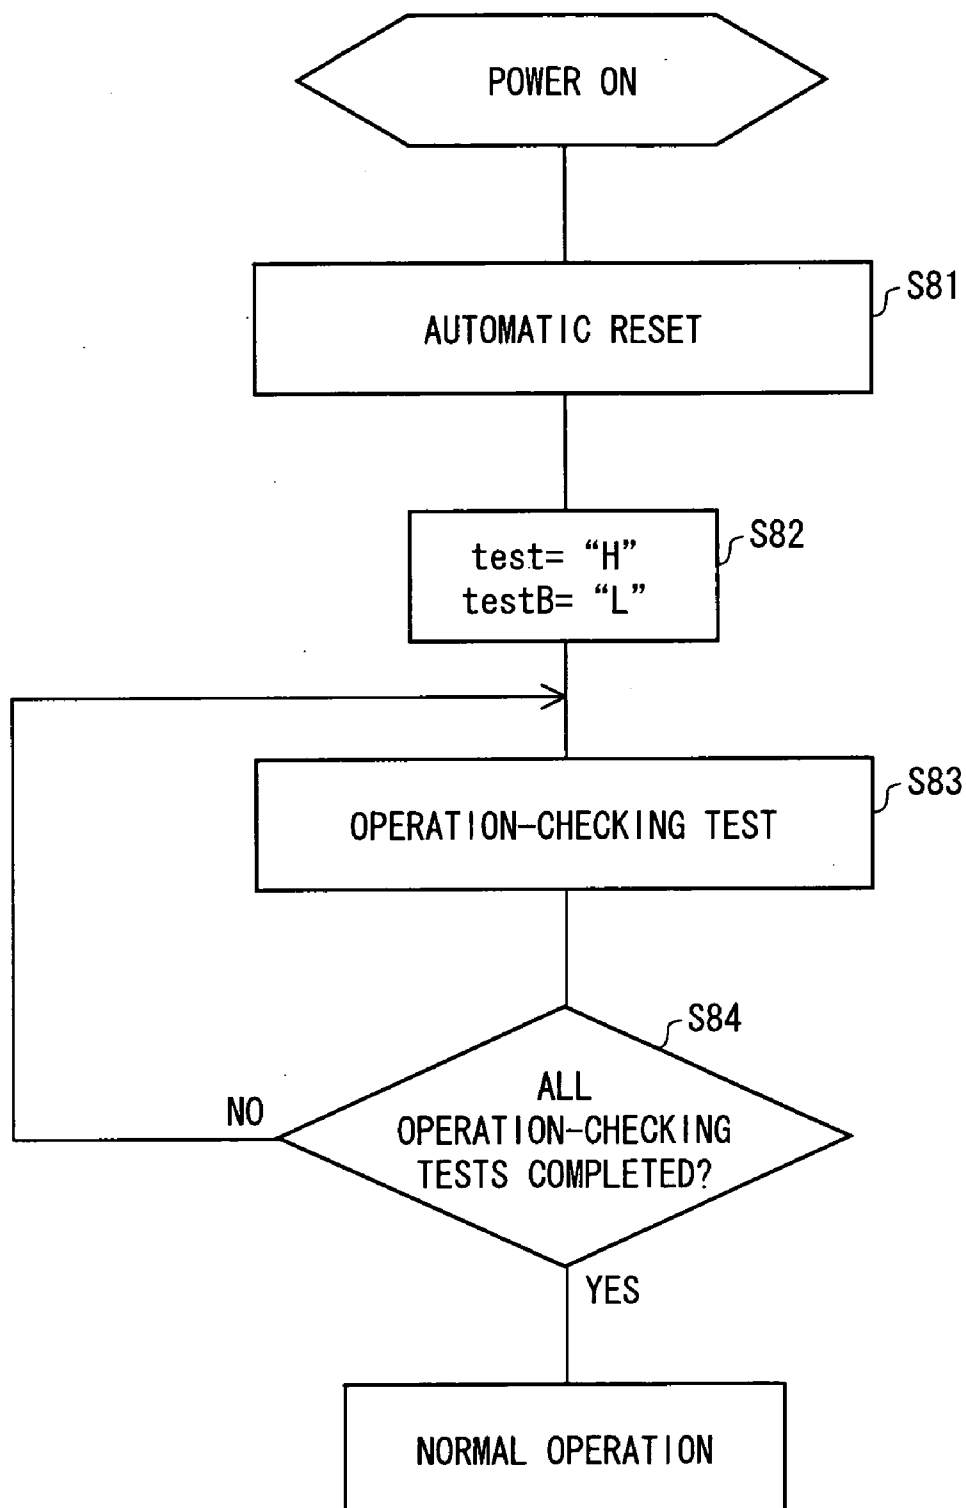 POWER ON
AUTOMATIC RESET
S81
test= “H”
testB= “L”
S82
OPERATION-CHECKING TEST
S83
S84
ALL
OPERATION-CHECKING
TESTS COMPLETED?
NO
YES
NORMAL OPERATION